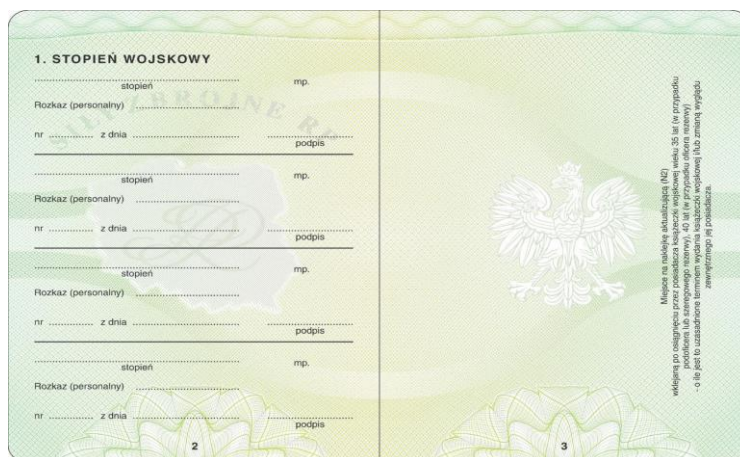 1. STOPIEŃ WOJSKOWY
SIŁY ZBROJNE RP
stopień mp.
Rozkaz (personalny)
nr z dnia
podpis
stopień mp.
Rozkaz (personalny)
nr z dnia
podpis
stopień mp.
Rozkaz (personalny)
nr z dnia
podpis
stopień mp.
Rozkaz (personalny)
nr z dnia
podpis
2
Miejsce na naklejkę aktualizującą (N2)
wklejaną po osiągnięciu przez posiadacza książeczki wojskowej wieku 35 lat (w przypadku
podoficera lub szeregowego rezerwy), 40 lat (w przypadku oficera rezerwy)
- o ile jest to uzasadnione terminem wydania książeczki wojskowej i/lub zmianą wyglądu
zewnętrznego jej posiadacza.
3